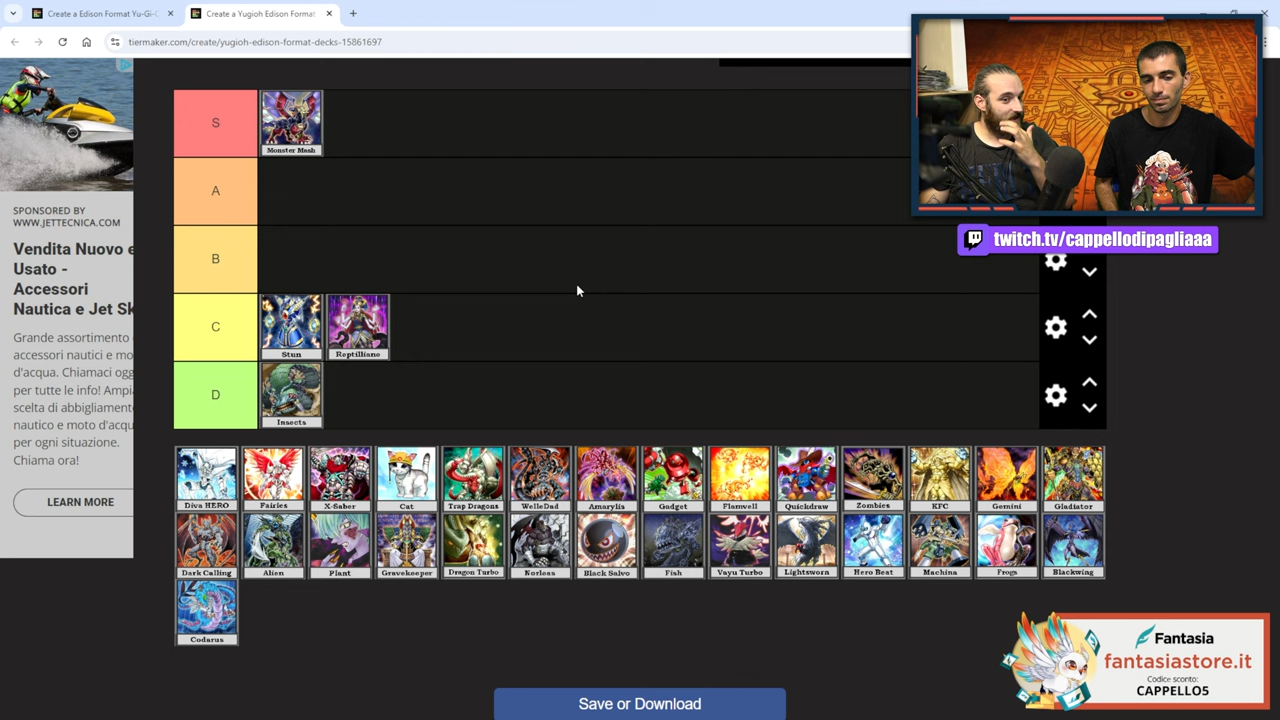 Create a Edison Format Yu-Gi-O
Create a Yugioh Edison Format
tiermaker.com/create/yugioh-edison-format-decks-15861697
SPONSORED BY
WWW.JETTECNICA.COM
Vendita Nuovo e
Usato -
Accessori
Nautica e Jet Sk
Grande assortimento
accessori nautici e mo
d'acqua. Chiamaci ogg
per tutte le info! Ampi
scelta di abbigliament
nautico e moto d'acqu
per ogni situazione.
Chiama ora!
LEARN MORE
S
Monster Mash
A
B
C
Stun
Reptilliane
D
Insects
Diva HERO
Fairies
X-Saber
Cat
Trap Dragons
WelleDad
Amarylis
Gadget
Flamvell
Quickdraw
Zombies
KFC
Gemini
Gladiator
Dark Calling
Alien
Plant
Gravekeeper
Dragon Turbo
Norleas
Black Salvo
Fish
Vayu Turbo
Lightsworn
Hero Beat
Machina
Frogs
Blackwing
Codarus
Save or Download
twitch.tv/cappellodipagliaaa
Fantasia
fantasiastore.it
Codice sconto:
CAPPELLO5